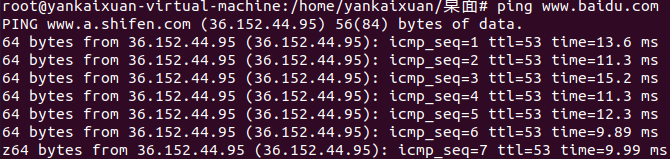 root@yankaixuan-virtual-machine:/home/yankaixuan/桌面# ping www.baidu.com
PING www.a.shifen.com (36.152.44.95) 56(84) bytes of data.
64 bytes from 36.152.44.95 (36.152.44.95): icmp_seq=1 ttl=53 time=13.6 ms
64 bytes from 36.152.44.95 (36.152.44.95): icmp_seq=2 ttl=53 time=11.3 ms
64 bytes from 36.152.44.95 (36.152.44.95): icmp_seq=3 ttl=53 time=15.2 ms
64 bytes from 36.152.44.95 (36.152.44.95): icmp_seq=4 ttl=53 time=11.3 ms
64 bytes from 36.152.44.95 (36.152.44.95): icmp_seq=5 ttl=53 time=12.3 ms
64 bytes from 36.152.44.95 (36.152.44.95): icmp_seq=6 ttl=53 time=9.89 ms
z64 bytes from 36.152.44.95 (36.152.44.95): icmp_seq=7 ttl=53 time=9.99 ms